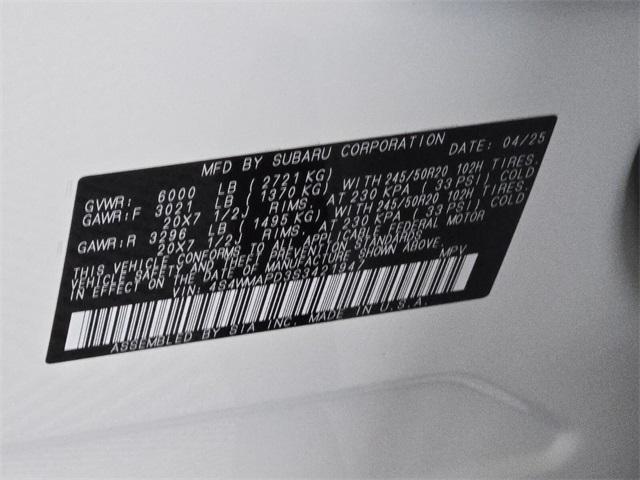 MFD BY SUBARU CORPORATION DATE: 04/25
GVWR: 6000 LB (2721 KG)
GAWR:F 3021 LB (1370 KG) WITH 245/50R20 102H TIRES.
20X7 1/2J RIMS AT 230 KPA ( 33 PSI) COLD
GAWR:R 3296 LB (1495 KG) WITH 245/50R20 102H TIRES.
20X7 1/2J RIMS AT 230 KPA ( 33 PSI) COLD
THIS VEHICLE CONFORMS TO ALL APPLICABLE FEDERAL MOTOR
VEHICLE SAFETY AND BUMPER THEFT PREVENTION STANDARDS
IN EFFECT ON THE DATE OF MANUFACTURE SHOWN ABOVE.
VIN: MPV
ASSEMBLED BY SIA INC. MADE IN U.S.A.